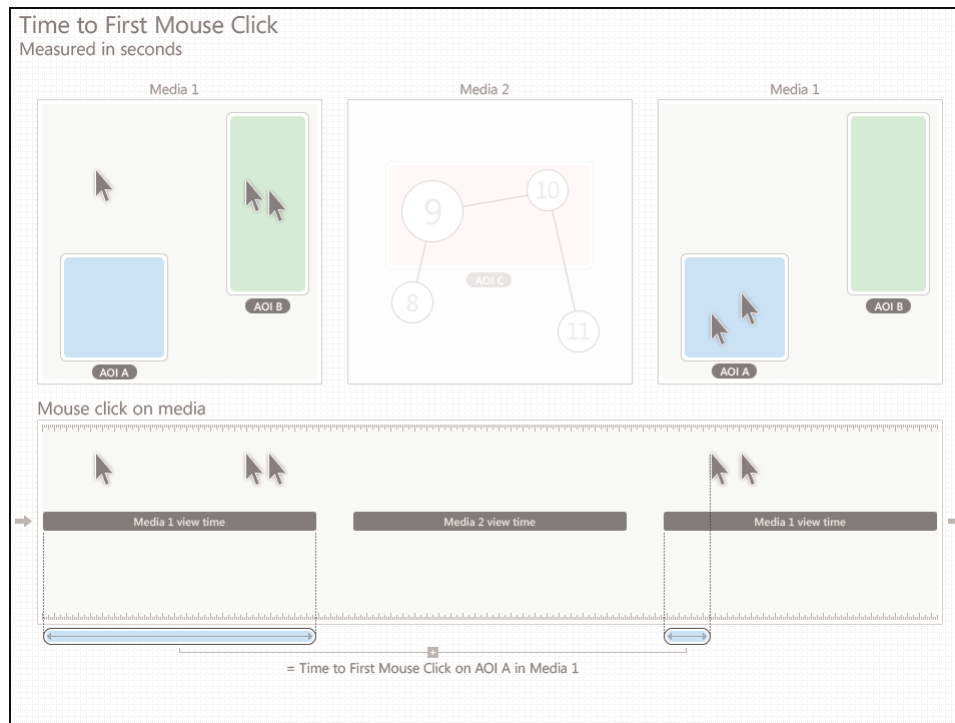 Time to First Mouse Click
Measured in seconds
Media 1
Media 2
Media 1
AOI B
AOI A
9
10
AOI C
8
11
AOI B
AOI A
Mouse click on media
Media 1 view time
Media 2 view time
Media 1 view time
+
= Time to First Mouse Click on AOI A in Media 1